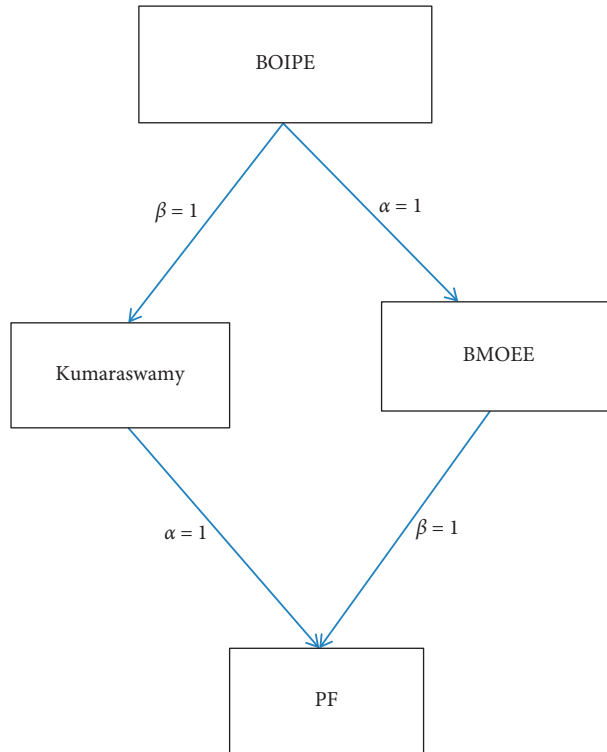 BOIPE
β = 1
α = 1
Kumaraswamy
BMOEE
α = 1
β = 1
PF